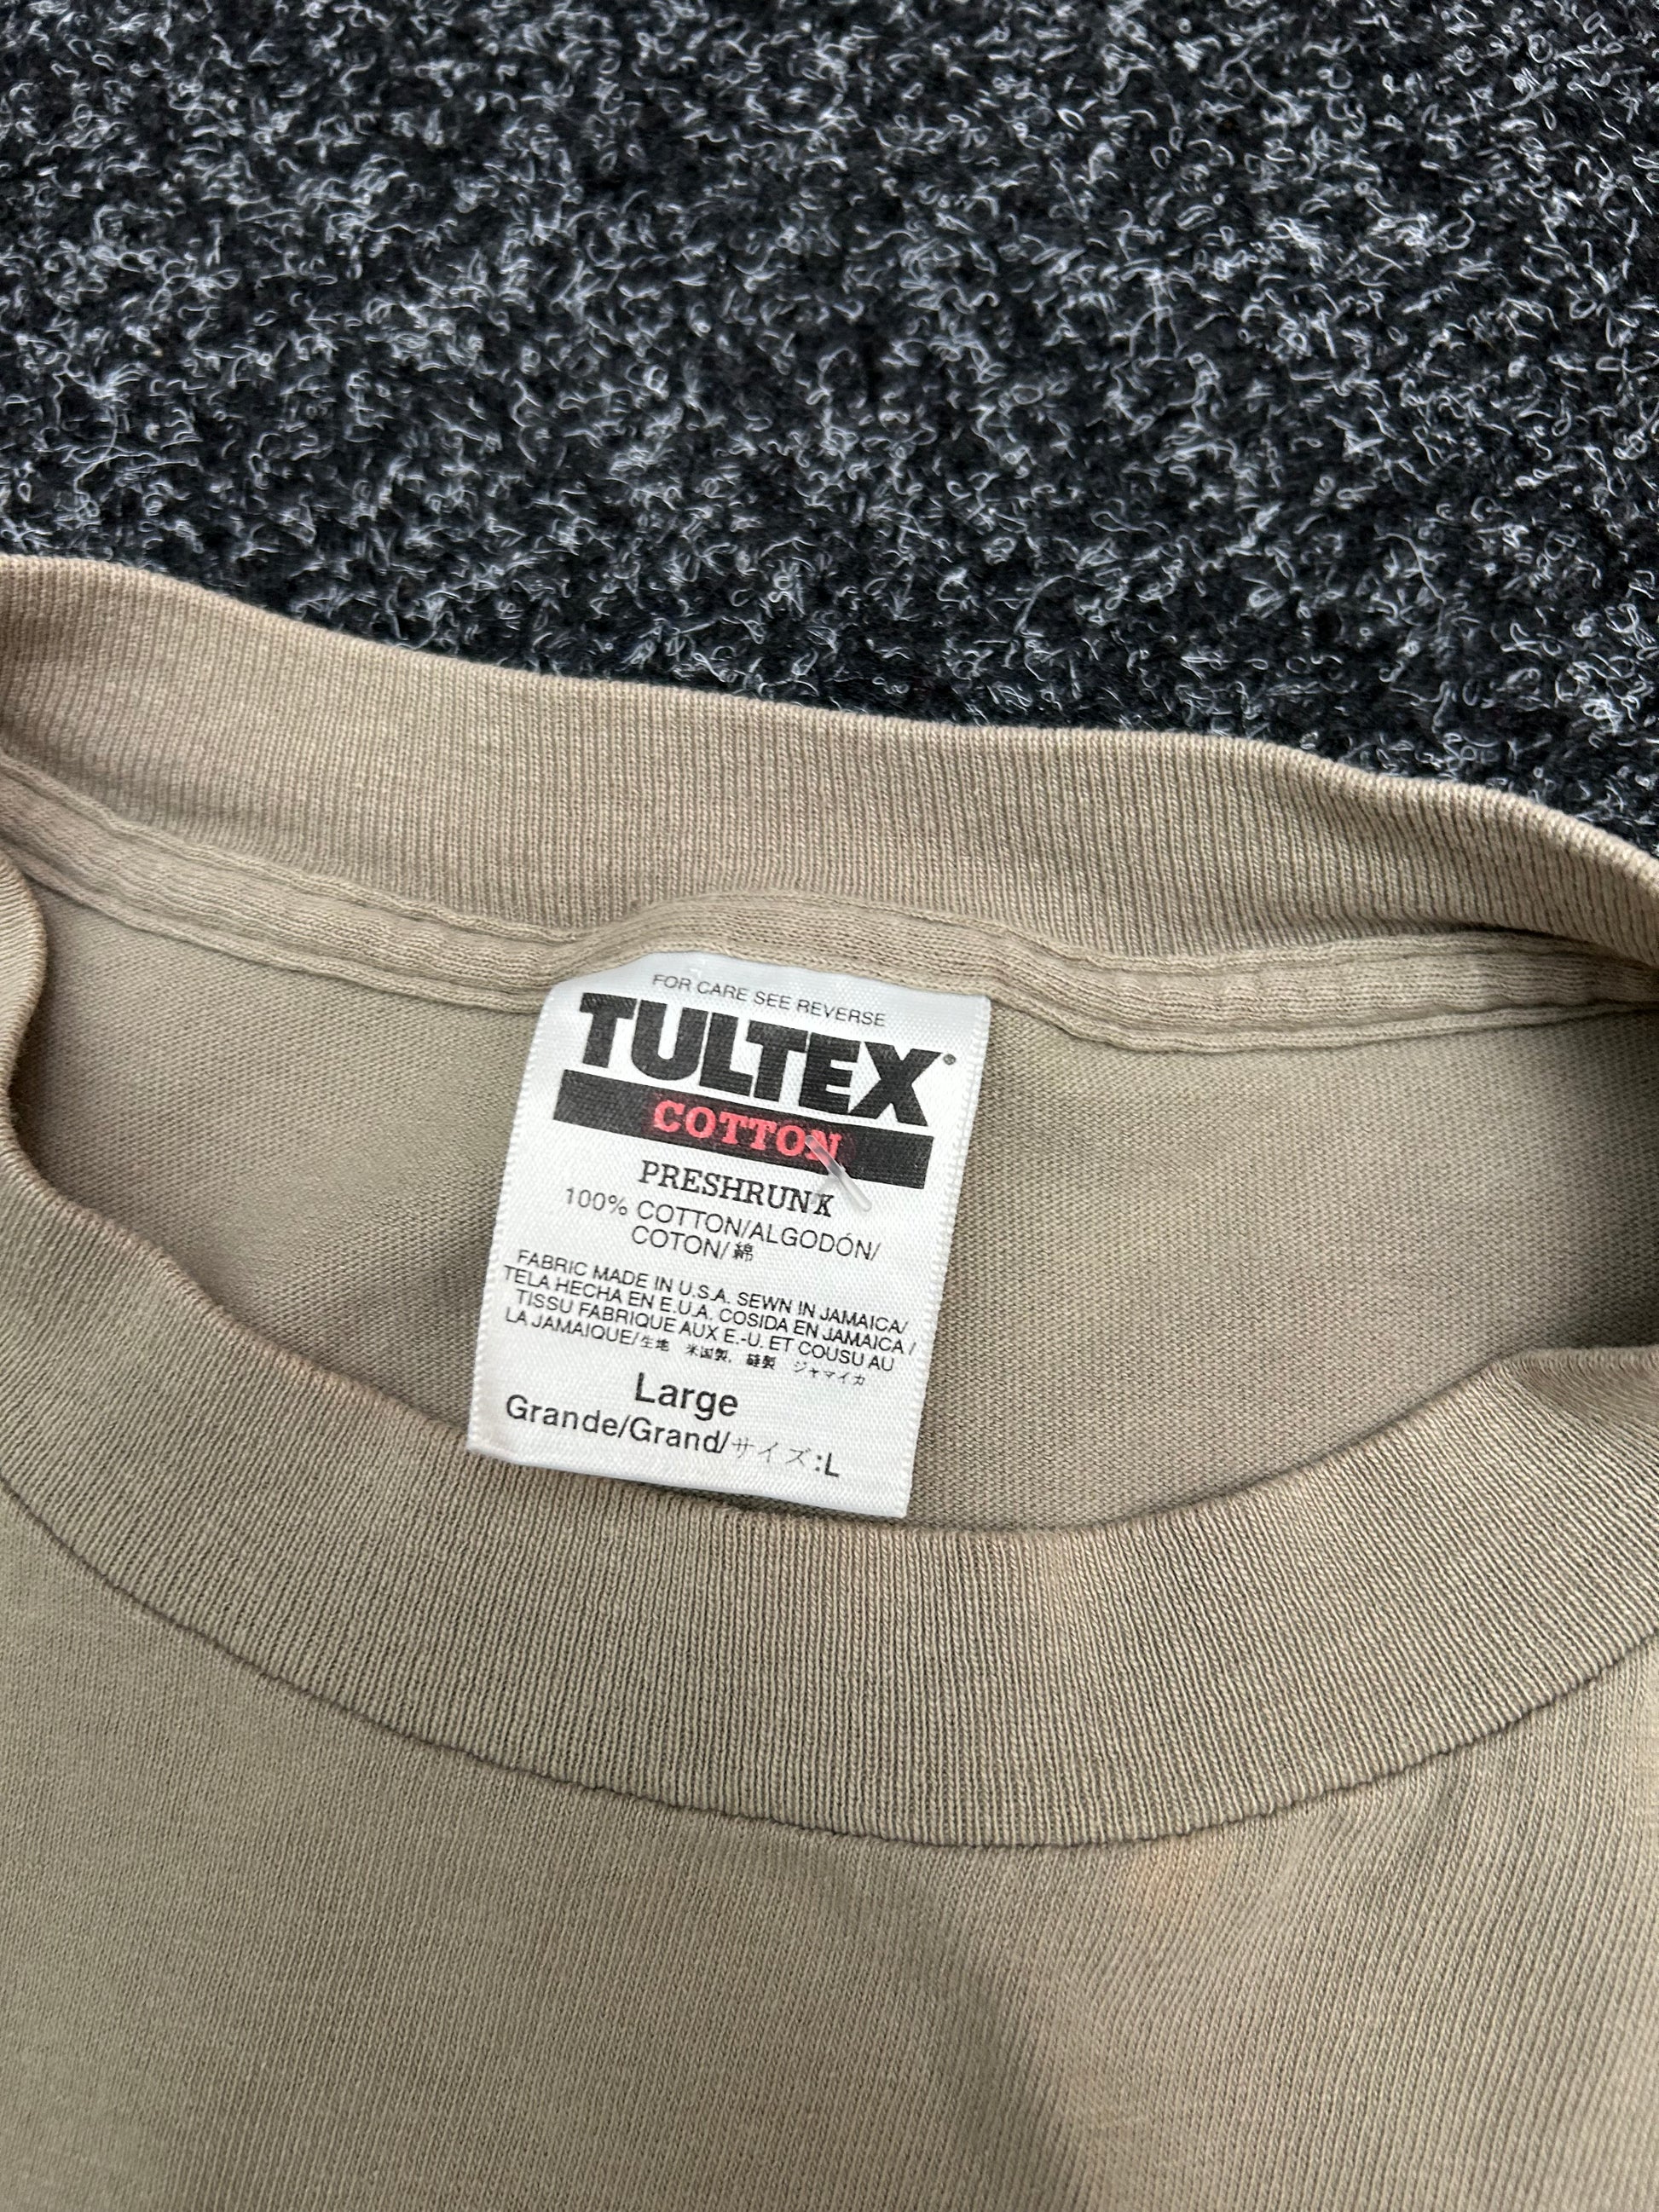 FOR CARE SEE REVERSE
TULTEX®
COTTON
PRESHRUNK
100% COTTON/ALGODÓN/
COTON/綿
FABRIC MADE IN U.S.A. SEWN IN JAMAICA/
TELA HECHA EN E.U.A. COSIDA EN JAMAICA /
TISSU FABRIQUE AUX E.-U. ET COUSU AU
LA JAMAIQUE/生地 米国製, 縫製 ジャマイカ
Large
Grande/Grand/サイズ:L